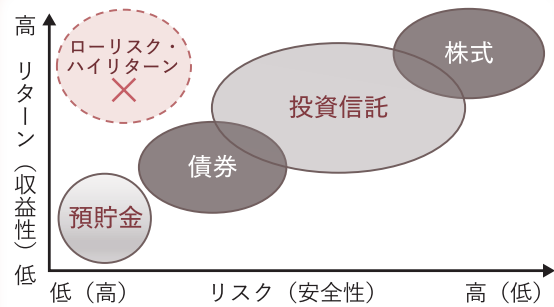 高
リターン（収益性）
低
ローリスク・
ハイリターン
株式
投資信託
債券
預貯金
低（高）
リスク（安全性）
高（低）